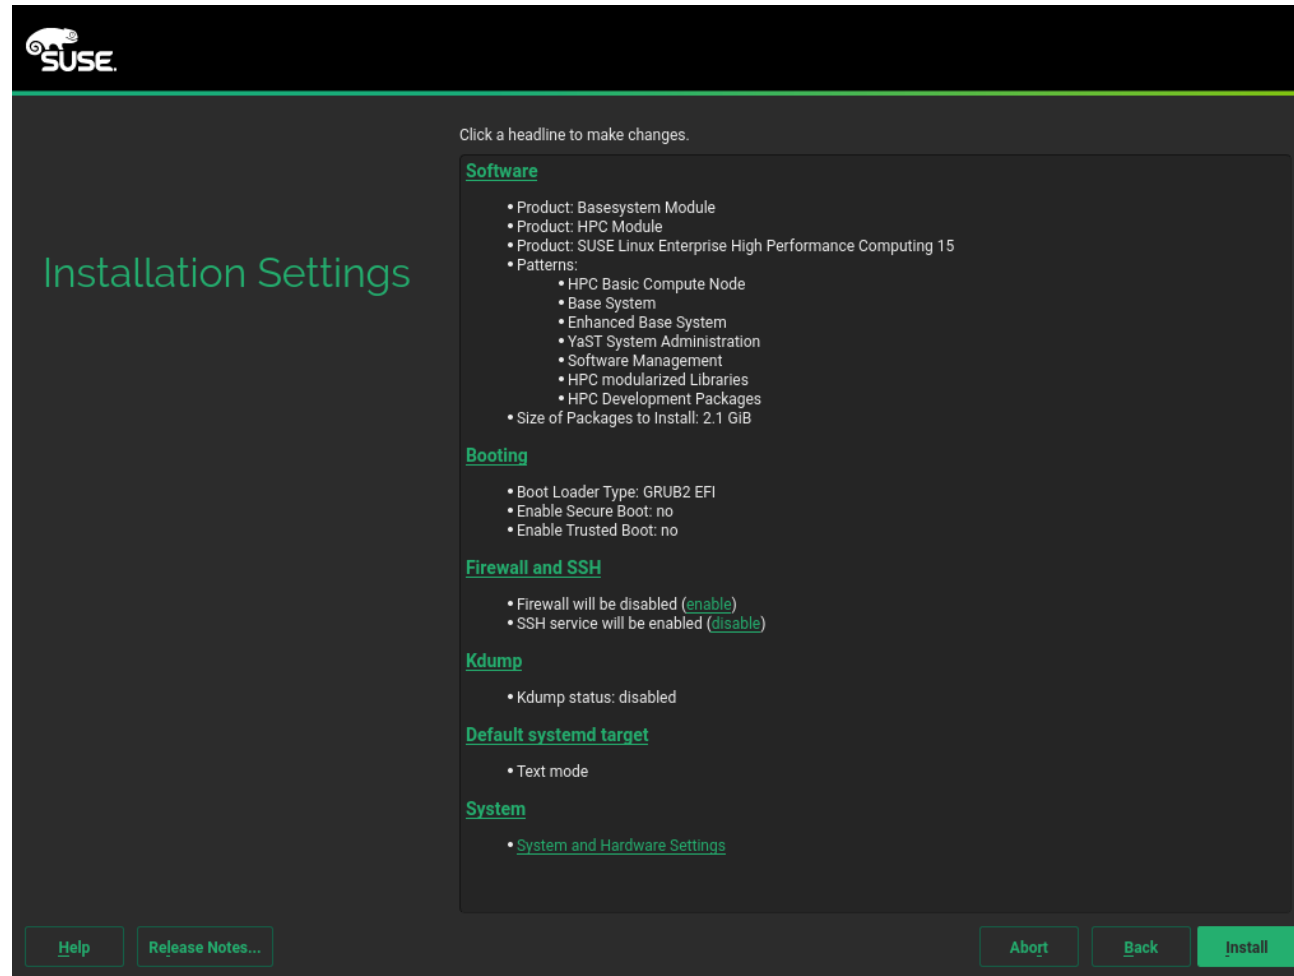 SUSE.
Click a headline to make changes.
Software
• Product: Basesystem Module
• Product: HPC Module
• Product: SUSE Linux Enterprise High Performance Computing 15
Installation Settings
• Patterns:
• HPC Basic Compute Node
• Base System
• Enhanced Base System
• YaST System Administration
• Software Management
• HPC modularized Libraries
• HPC Development Packages
• Size of Packages to Install: 2.1 GiB
Booting
• Boot Loader Type: GRUB2 EFI
• Enable Secure Boot: no
• Enable Trusted Boot: no
Firewall and SSH
• Firewall will be disabled (enable)
• SSH service will be enabled (disable)
Kdump
• Kdump status: disabled
Default systemd target
• Text mode
System
• System and Hardware Settings
Help
Release Notes...
Abort
Back
Install